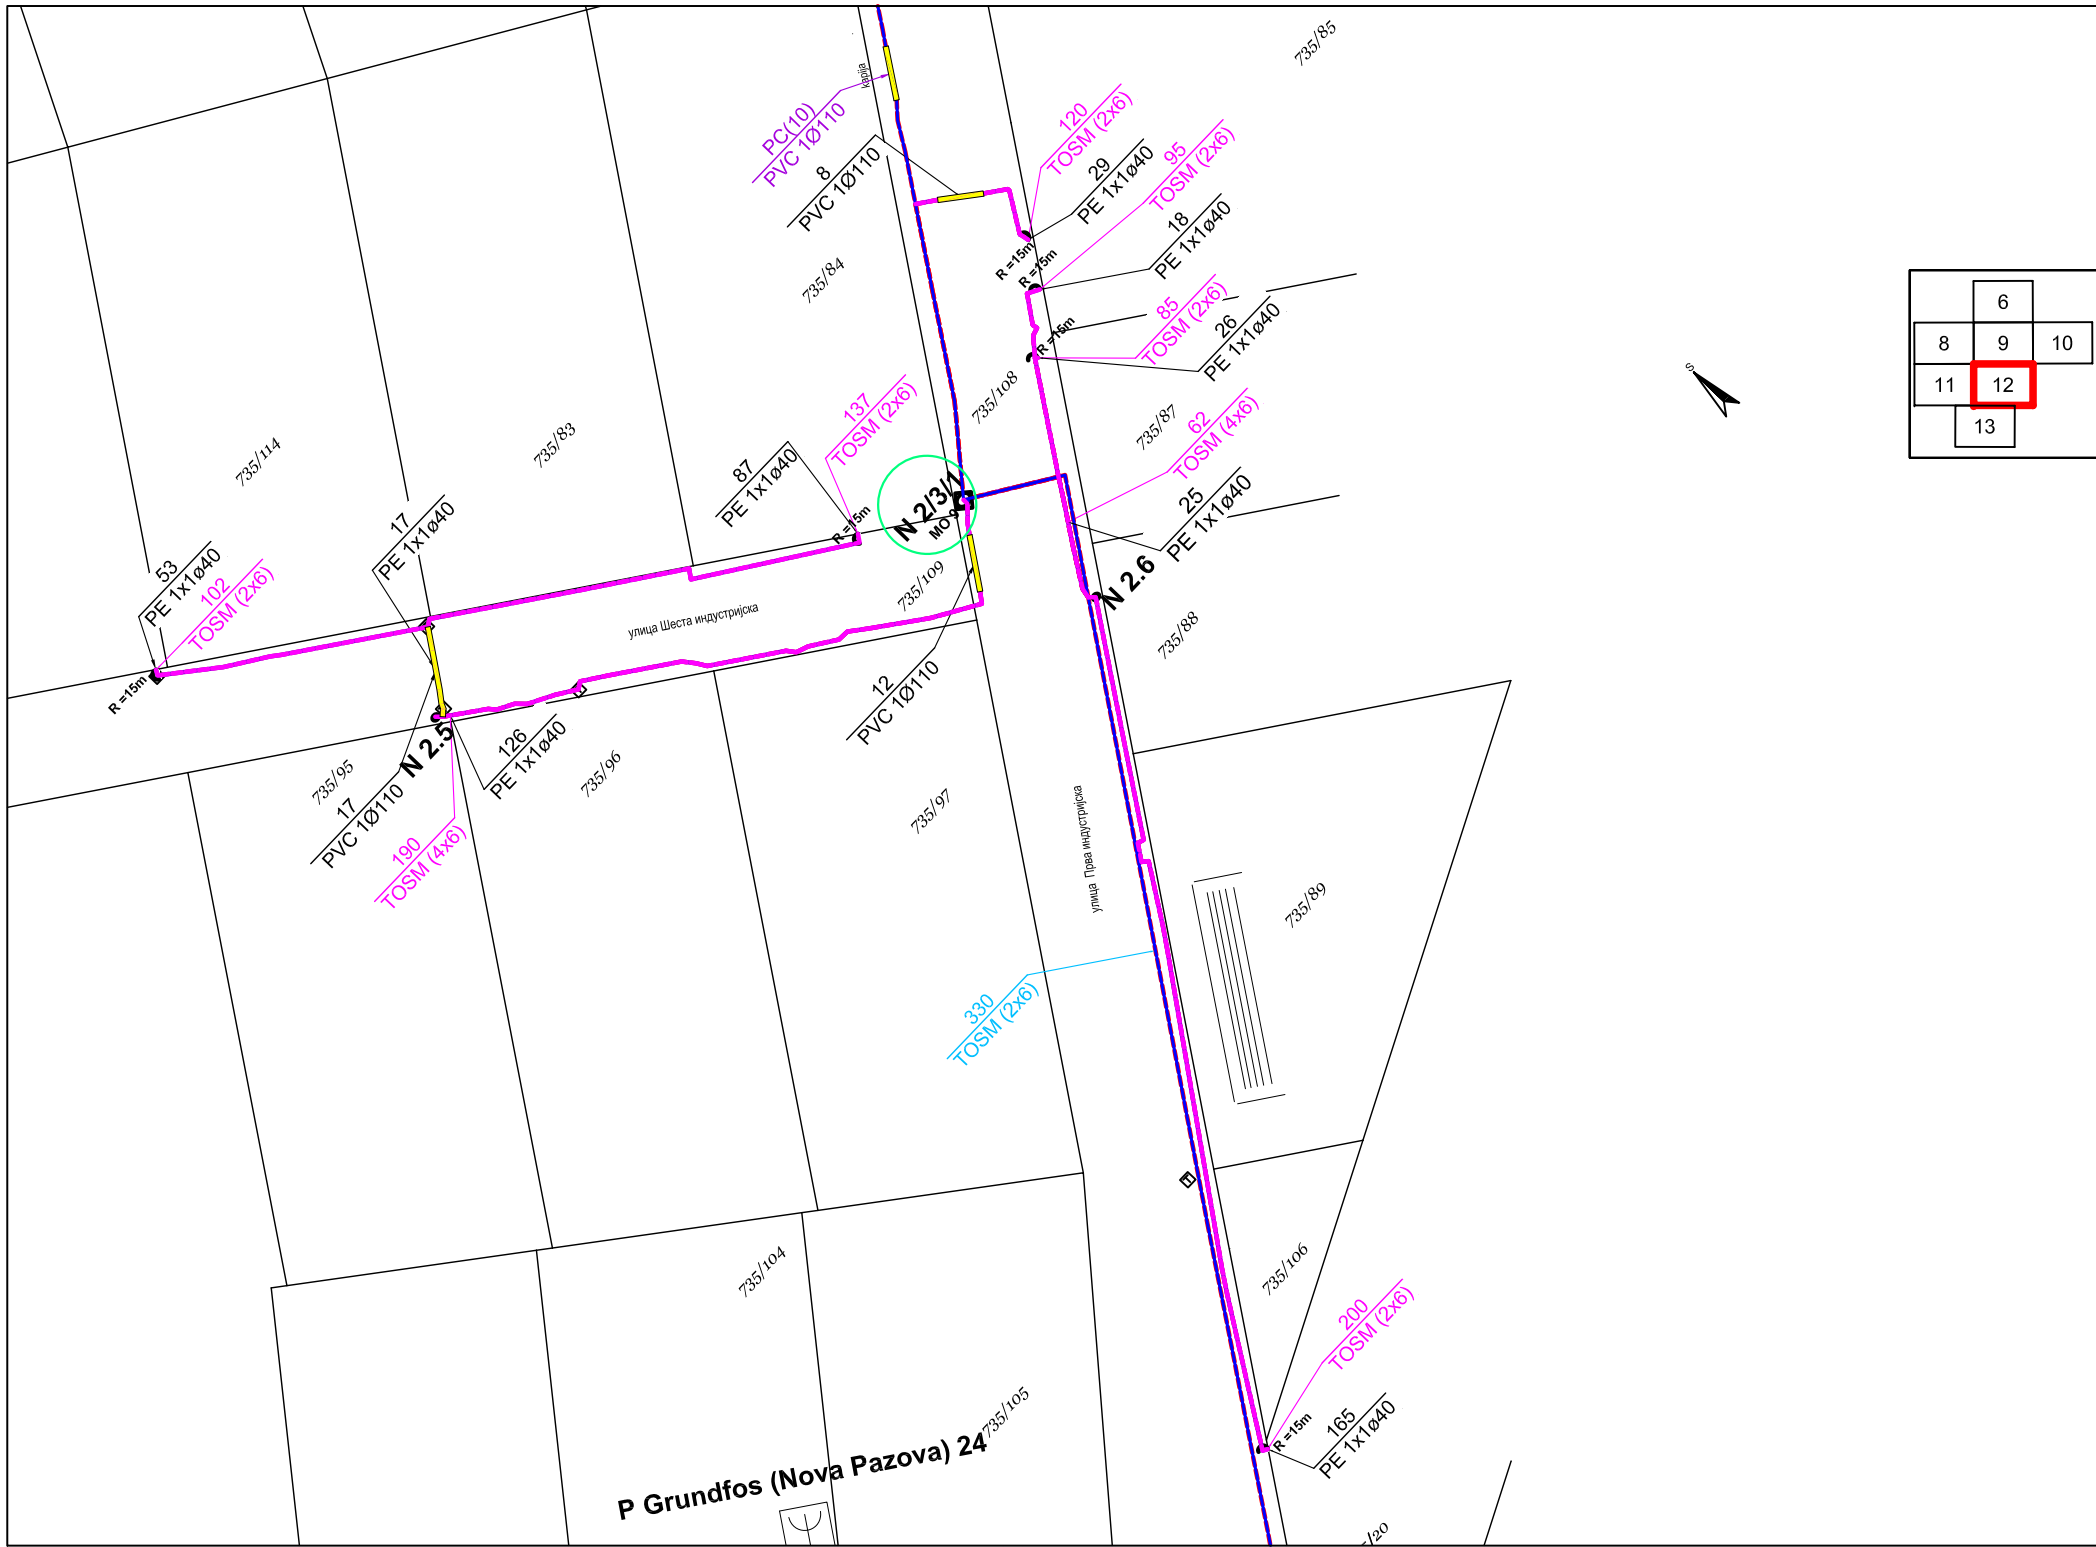 735/85
капија
PC(10)
PVC 1Ø110
120
TOSM (2x6)
8
PVC 1Ø110
29
PE 1x1ø40
95
TOSM (2x6)
18
PE 1x1ø40
R =15m
R =15m
735/84
85
TOSM (2x6)
26
PE 1x1ø40
R =15m
6
8
9
10
11
12
13
S
735/108
735/87
137
TOSM (2x6)
62
TOSM (4x6)
735/114
735/83
87
PE 1x1ø40
25
PE 1x1ø40
N 2/3/1
MO 9
R =15m
17
PE 1x1ø40
53
PE 1x1ø40
102
TOSM (2x6)
735/109
N 2.6
улица Шеста индустријска
735/88
R =15m
12
PVC 1Ø110
N 2.5
126
PE 1x1ø40
735/95
735/96
17
PVC 1Ø110
735/97
190
TOSM (4x6)
улица Прва индустријска
735/89
330
TOSM (2x6)
735/104
735/106
200
TOSM (2x6)
735/105
R =15m
165
PE 1x1ø40
P Grundfos (Nova Pazova) 24
/20